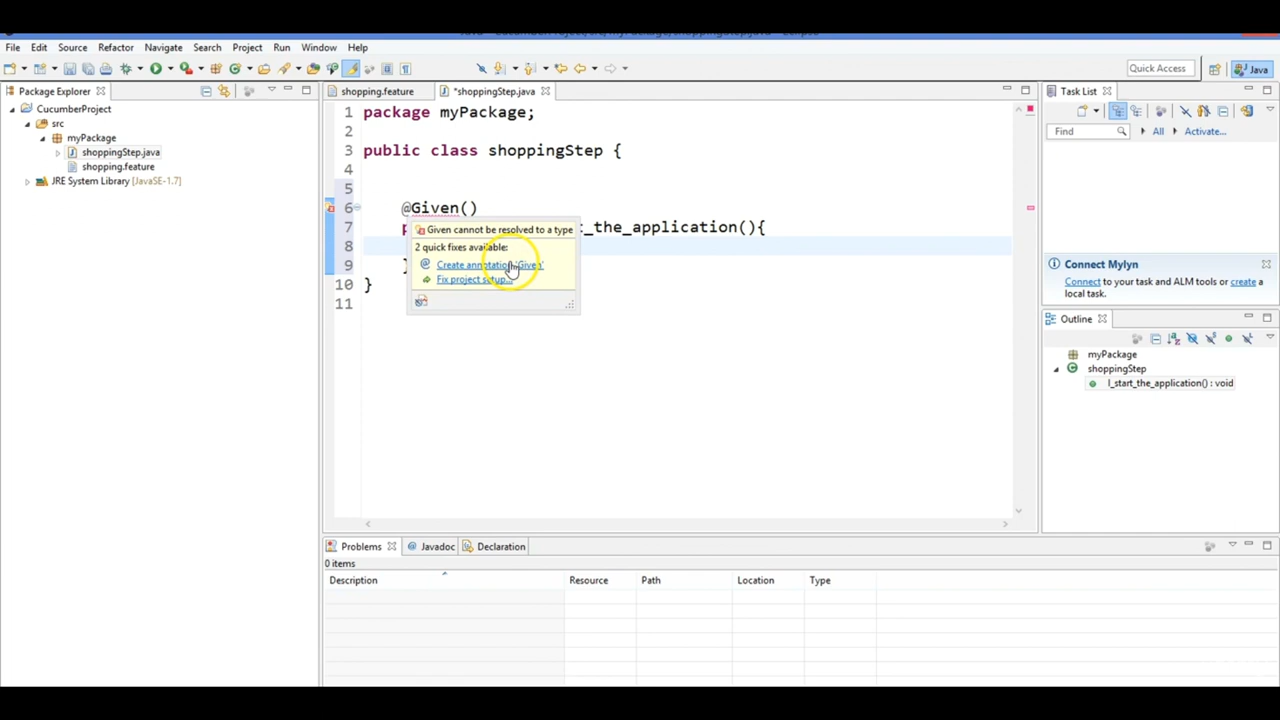 File Edit Source Refactor Navigate Search Project Run Window Help
Quick Access
Java
Package Explorer
CucumberProject
src
myPackage
shoppingStep.java
shopping.feature
JRE System Library [JavaSE-1.7]
shopping.feature
*shoppingStep.java
1 package myPackage;
2
3 public class shoppingStep {
4
5
6 @Given()
7 p t_the_application(){
8
9 }
10 }
11
Given cannot be resolved to a type
2 quick fixes available:
Create annotation 'Given'
Fix project setup...
Task List
Find
All
Activate...
Connect Mylyn
Connect to your task and ALM tools or create a
local task.
Outline
myPackage
shoppingStep
I_start_the_application() : void
Problems
@ Javadoc
Declaration
0 items
Description Resource Path Location Type